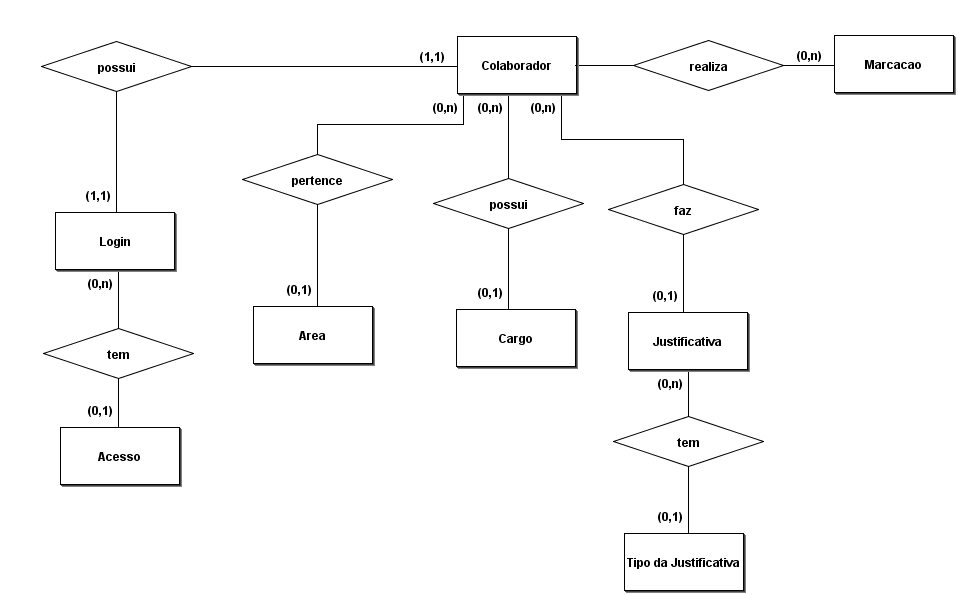 possui
(1,1)
Colaborador
realiza
(0,n)
Marcacao
(0,n)
(0,n)
(0,n)
pertence
possui
faz
(1,1)
Login
(0,n)
(0,1)
Area
(0,1)
Cargo
(0,1)
Justificativa
(0,n)
tem
(0,1)
Acesso
tem
(0,1)
Tipo da Justificativa